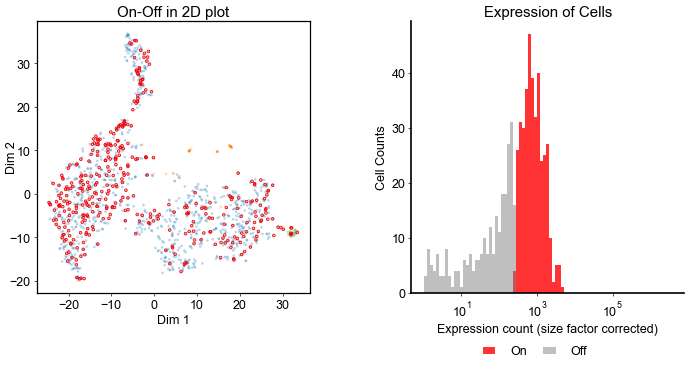 On-Off in 2D plot
Dim 2
30
20
10
0
−10
−20
−20 −10 0 10 20 30
Dim 1
Expression of Cells
Cell Counts
40
30
20
10
0
10^1 10^3 10^5
Expression count (size factor corrected)
On Off